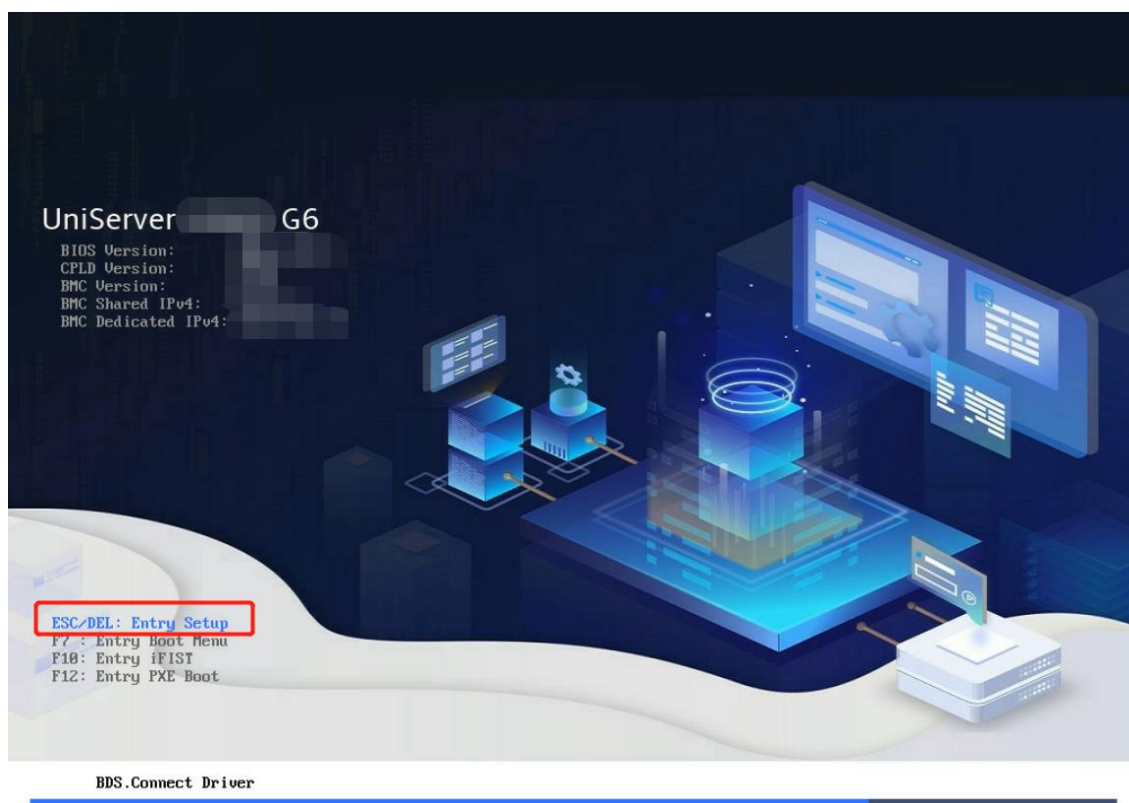 UniServer G6
BIOS Version:
CPLD Version:
BMC Version:
BMC Shared IPv4:
BMC Dedicated IPv4:
ESC/DEL: Entry Setup
F7 : Entry Boot Menu
F10: Entry iFIST
F12: Entry PXE Boot
BDS.Connect Driver